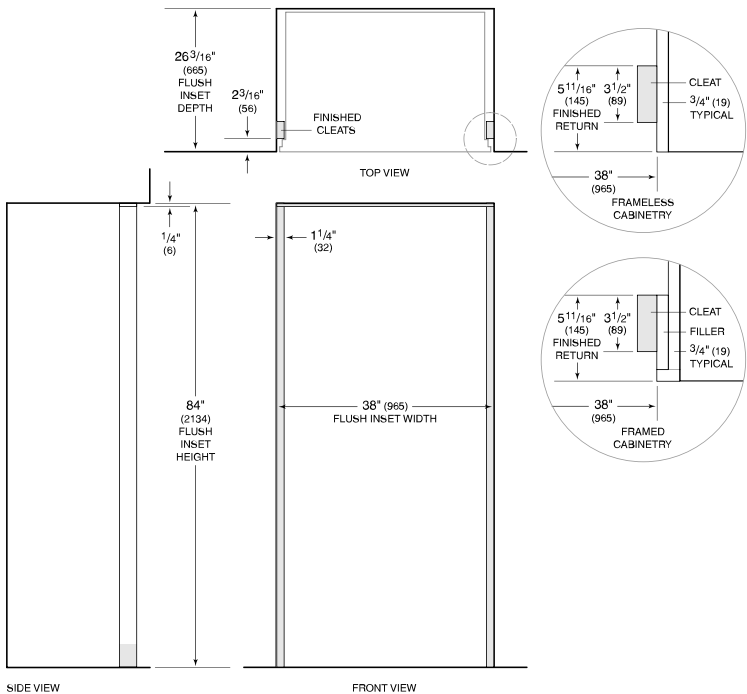 26 3/16"
(665)
FLUSH
INSET
DEPTH
2 3/16"
(56)
FINISHED
CLEATS
TOP VIEW
5 11/16"
(145)
FINISHED
RETURN
3 1/2"
(89)
CLEAT
3/4" (19)
TYPICAL
38"
(965)
FRAMELESS
CABINETRY
1/4"
(6)
1 1/4"
(32)
84"
(2134)
FLUSH
INSET
HEIGHT
38" (965)
FLUSH INSET WIDTH
5 11/16"
(145)
FINISHED
RETURN
3 1/2"
(89)
CLEAT
FILLER
3/4" (19)
TYPICAL
38"
(965)
FRAMED
CABINETRY
SIDE VIEW
FRONT VIEW